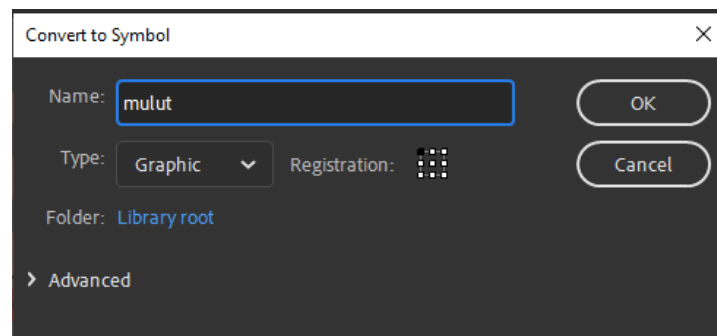 Convert to Symbol
Name: mulut
OK
Type: Graphic Registration:
Cancel
Folder: Library root
Advanced